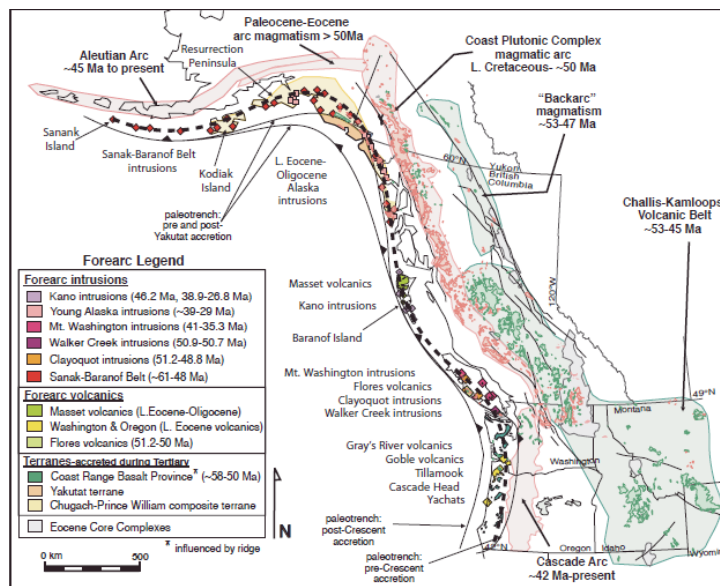 Paleocene-Eocene
arc magmatism > 50Ma
Aleutian Arc
~45 Ma to present
Resurrection
Peninsula
Coast Plutonic Complex
magmatic arc
L. Cretaceous- ~50 Ma
"Backarc"
magmatism
~53-47 Ma
Sanank
Island
Sanak-Baranof Belt
intrusions
Kodiak
Island
L. Eocene-
Oligocene
Alaska
intrusions
60°N
Yukon
British
Columbia
paleotrench:
pre and post-
Yakutat accretion
Challis-Kamloops
Volcanic Belt
~53-45 Ma
120°W
Forearc Legend
Forearc intrusions
Kano intrusions (46.2 Ma, 38.9-26.8 Ma)
Young Alaska intrusions (~39-29 Ma)
Mt. Washington intrusions (41-35.3 Ma)
Walker Creek intrusions (50.9-50.7 Ma)
Clayoquot intrusions (51.2-48.8 Ma)
Sanak-Baranof Belt (~61-48 Ma)
Forearc volcanics
Masset volcanics (L.Eocene-Oligocene)
Washington & Oregon (L. Eocene volcanics)
Flores volcanics (51.2-50 Ma)
Terranes-accreted during Tertiary
Coast Range Basalt Province* (~58-50 Ma)
Yakutat terrane
Chugach-Prince William composite terrane
Eocene Core Complexes
* influenced by ridge
0 km
500
N
Masset volcanics
Kano intrusions
Baranof Island
Mt. Washington intrusions
Flores volcanics
Clayoquot intrusions
Walker Creek intrusions
49°N
Montana
Gray's River volcanics
Goble volcanics
Tillamook
Cascade Head
Yachats
Washington
paleotrench:
post-Crescent
accretion
paleotrench:
pre-Crescent
accretion
42°N
Oregon
Idaho
Wyoming
Cascade Arc
~42 Ma-present